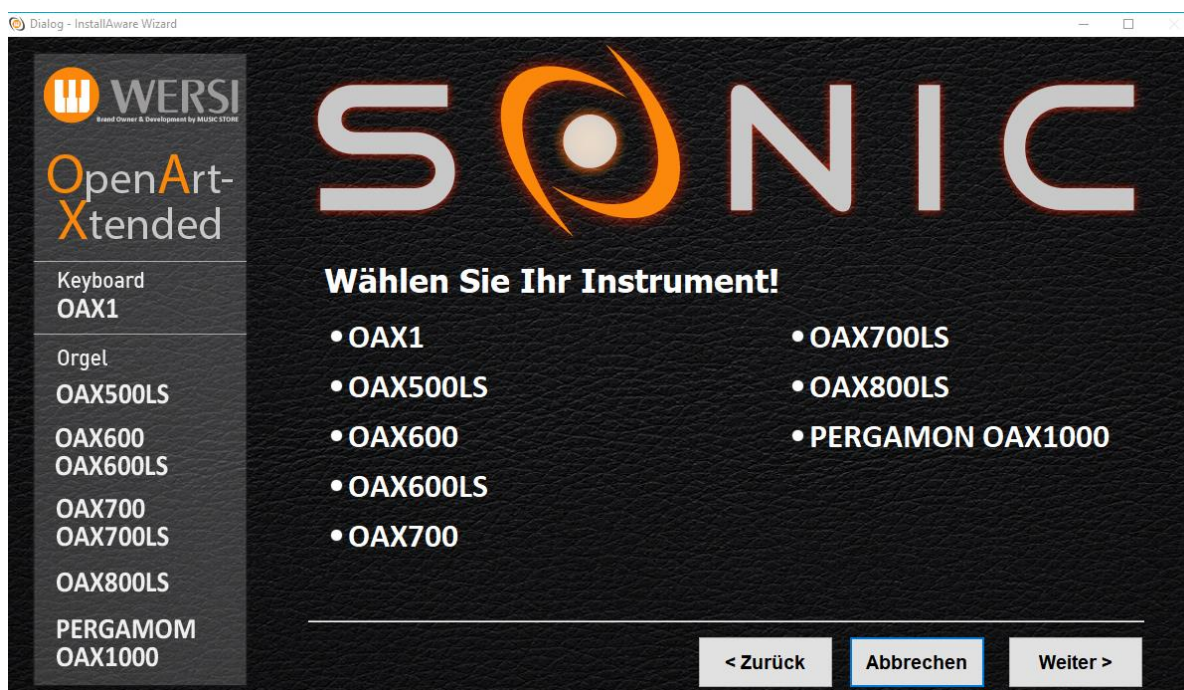 Dialog - InstallAware Wizard
WERSI
Brand Owner & Development by MUSIC STORE
OpenArt-
Xtended
Keyboard
OAX1
Orgel
OAX500LS
OAX600
OAX600LS
OAX700
OAX700LS
OAX800LS
PERGAMOM
OAX1000
SONIC
Wählen Sie Ihr Instrument!
•OAX1
•OAX500LS
•OAX600
•OAX600LS
•OAX700
•OAX700LS
•OAX800LS
•PERGAMON OAX1000
< Zurück
Abbrechen
Weiter >